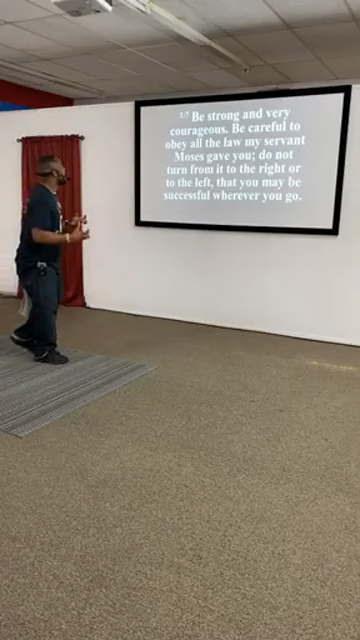 1:7 Be strong and very
courageous. Be careful to
obey all the law my servant
Moses gave you; do not
turn from it to the right or
to the left, that you may be
successful wherever you go.